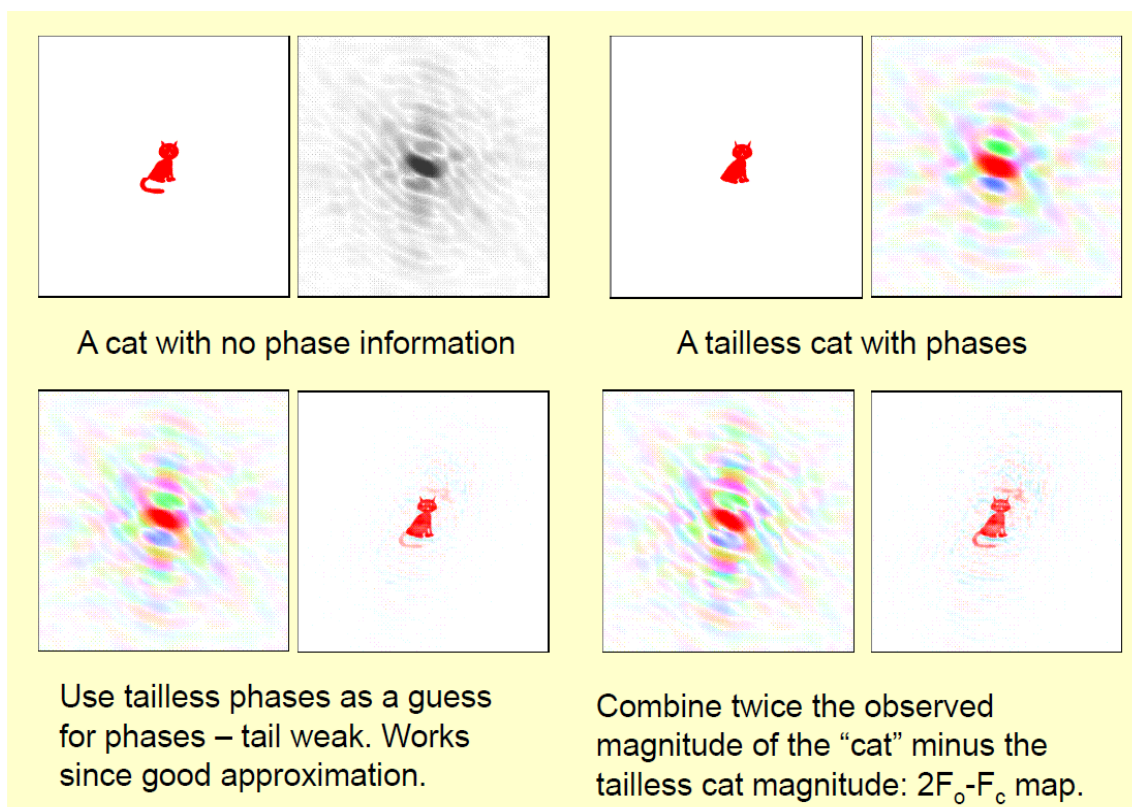 A cat with no phase information
A tailless cat with phases
Use tailless phases as a guess
for phases – tail weak. Works
since good approximation.
Combine twice the observed
magnitude of the “cat” minus the
tailless cat magnitude: 2Fo-Fc map.